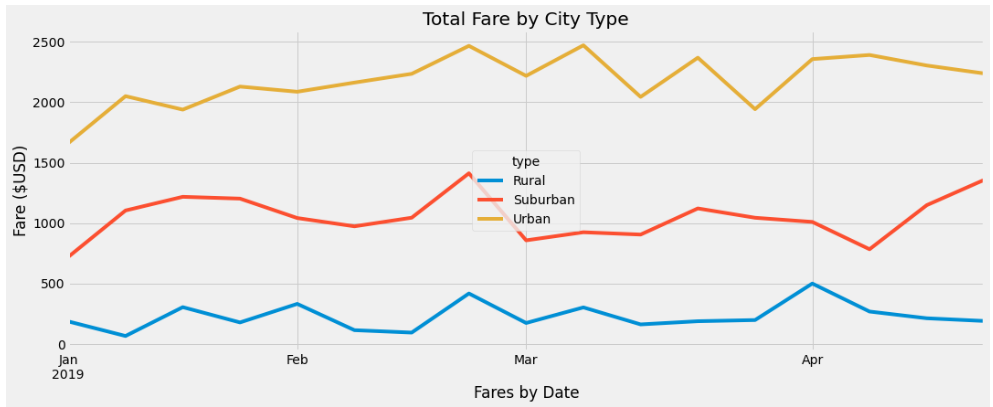 Total Fare by City Type
2500
2000
1500
1000
500
0
Fare ($USD)
type
Rural
Suburban
Urban
Jan
2019
Feb
Mar
Apr
Fares by Date